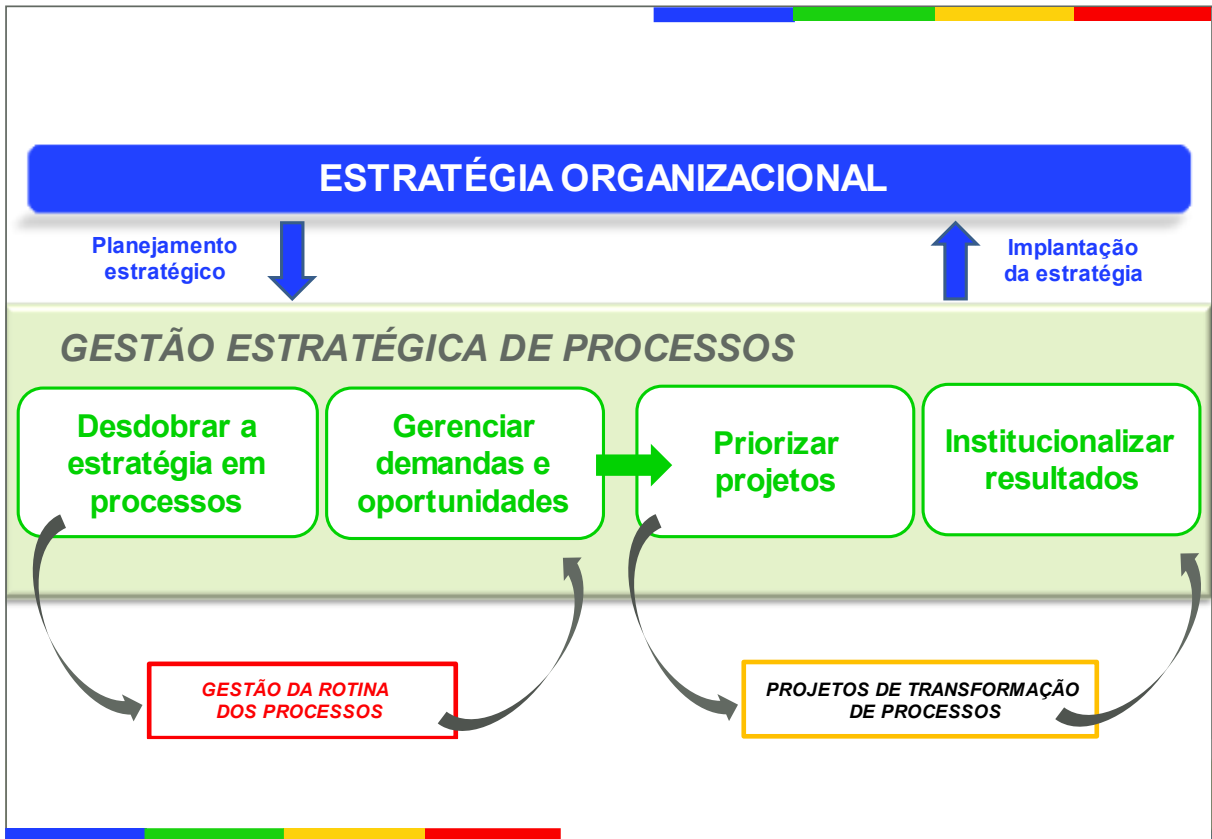 ESTRATÉGIA ORGANIZACIONAL
Planejamento
estratégico
Implantação
da estratégia
GESTÃO ESTRATÉGICA DE PROCESSOS
Desdobrar a
estratégia em
processos
Gerenciar
demandas e
oportunidades
Priorizar
projetos
Institucionalizar
resultados
GESTÃO DA ROTINA
DOS PROCESSOS
PROJETOS DE TRANSFORMAÇÃO
DE PROCESSOS